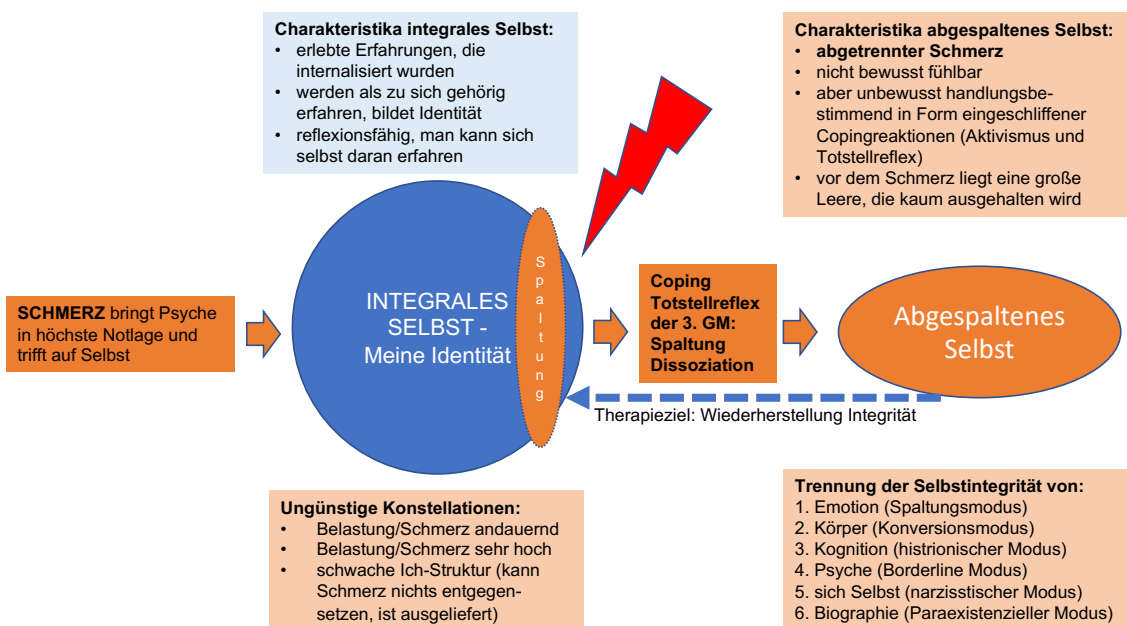 Charakteristika integrales Selbst:
• erlebte Erfahrungen, die
internalisiert wurden
• werden als zu sich gehörig
erfahren, bildet Identität
• reflexionsfähig, man kann sich
selbst daran erfahren
Charakteristika abgespaltenes Selbst:
• abgetrennter Schmerz
• nicht bewusst fühlbar
• aber unbewusst handlungsbe-
stimmend in Form eingeschliffener
Copingreaktionen (Aktivismus und
Totstellreflex)
• vor dem Schmerz liegt eine große
Leere, die kaum ausgehalten wird
SCHMERZ bringt Psyche
in höchste Notlage und
trifft auf Selbst
INTEGRALES
SELBST -
Meine Identität
Spaltung
Coping
Totstellreflex
der 3. GM:
Spaltung
Dissoziation
Abgespaltenes
Selbst
Therapieziel: Wiederherstellung Integrität
Ungünstige Konstellationen:
• Belastung/Schmerz andauernd
• Belastung/Schmerz sehr hoch
• schwache Ich-Struktur (kann
Schmerz nichts entgegen-
setzen, ist ausgeliefert)
Trennung der Selbstintegrität von:
1. Emotion (Spaltungsmodus)
2. Körper (Konversionsmodus)
3. Kognition (histrionischer Modus)
4. Psyche (Borderline Modus)
5. sich Selbst (narzisstischer Modus)
6. Biographie (Paraexistenzieller Modus)